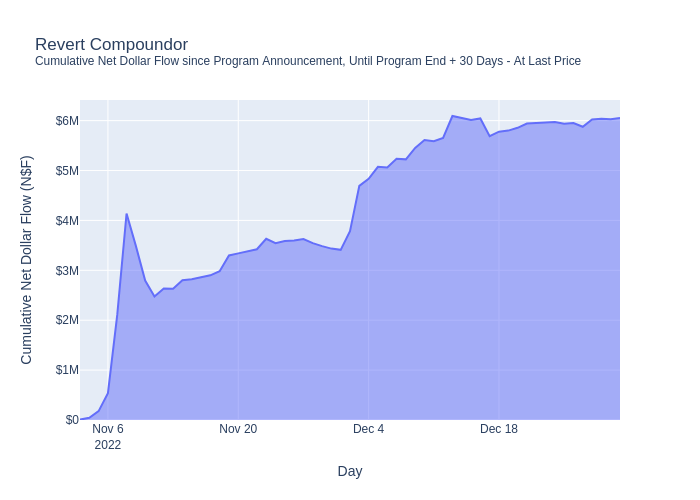 Revert Compoundor
Cumulative Net Dollar Flow since Program Announcement, Until Program End + 30 Days - At Last Price
Cumulative Net Dollar Flow (N$F)
$6M
$5M
$4M
$3M
$2M
$1M
$0
Nov 6
2022
Nov 20
Dec 4
Dec 18
Day